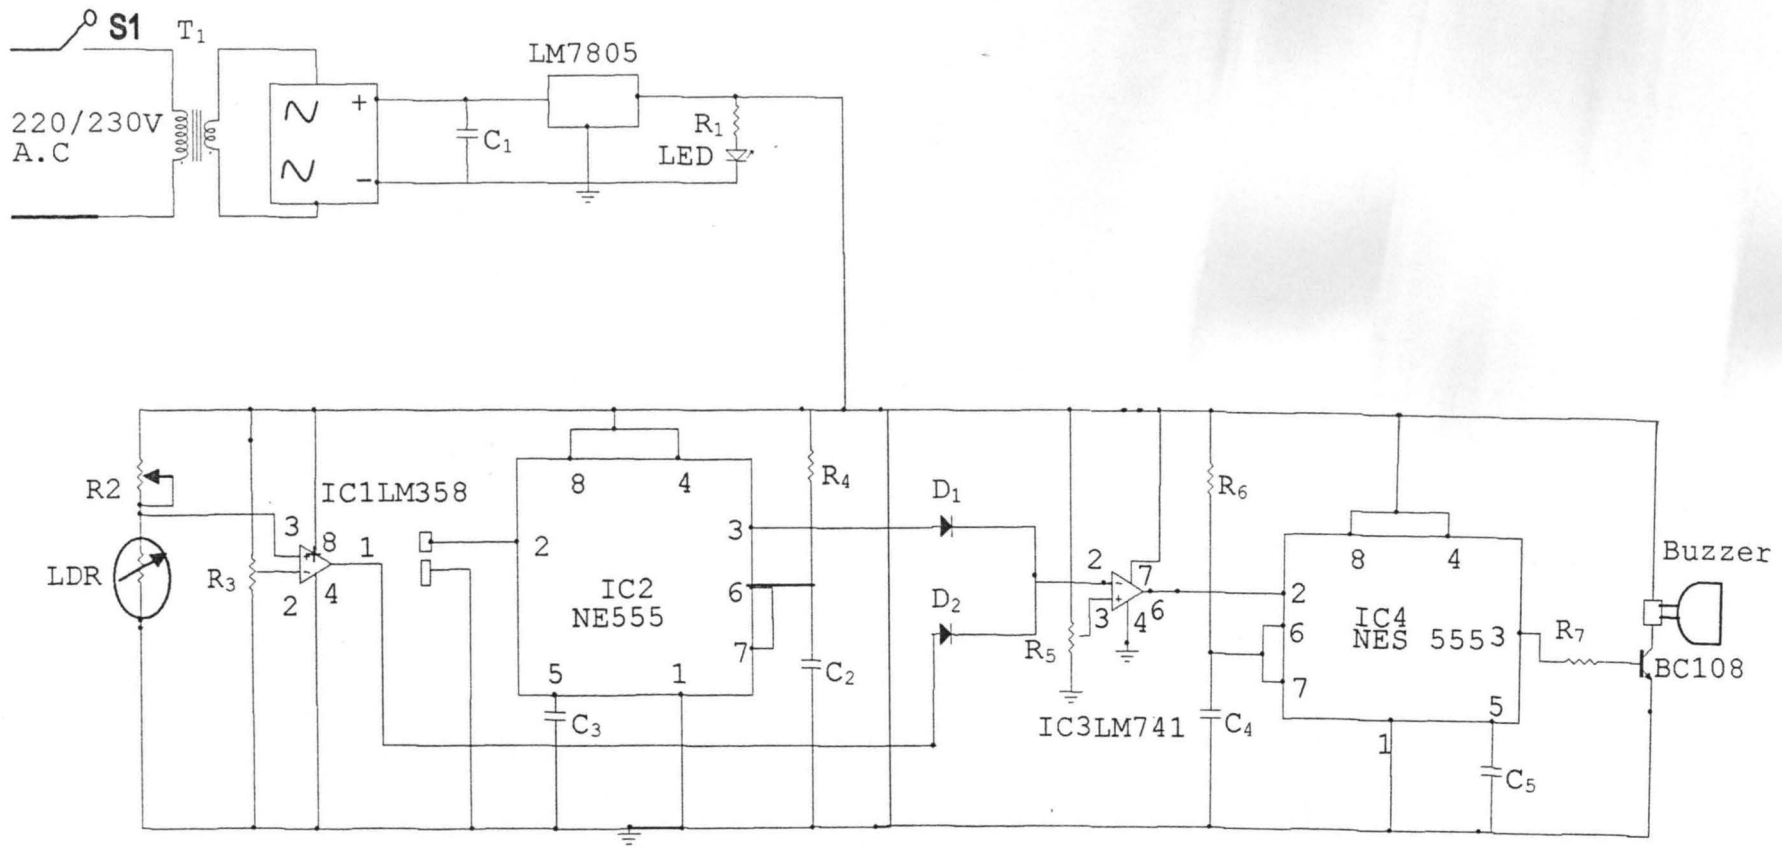 S1
T₁
LM7805
220/230V
A.C
+
−
C₁
R₁
LED
R2
LDR
R₃
IC1LM358
3
8
1
2
4
+
-
8
4
2
3
6
7
5
1
IC2
NE555
R₄
C₂
C₃
D₁
D₂
R₅
2
7
3
4
6
-
+
IC3LM741
R₆
C₄
8
4
2
6
7
3
5
1
IC4
NES 555
C₅
R₇
Buzzer
BC108